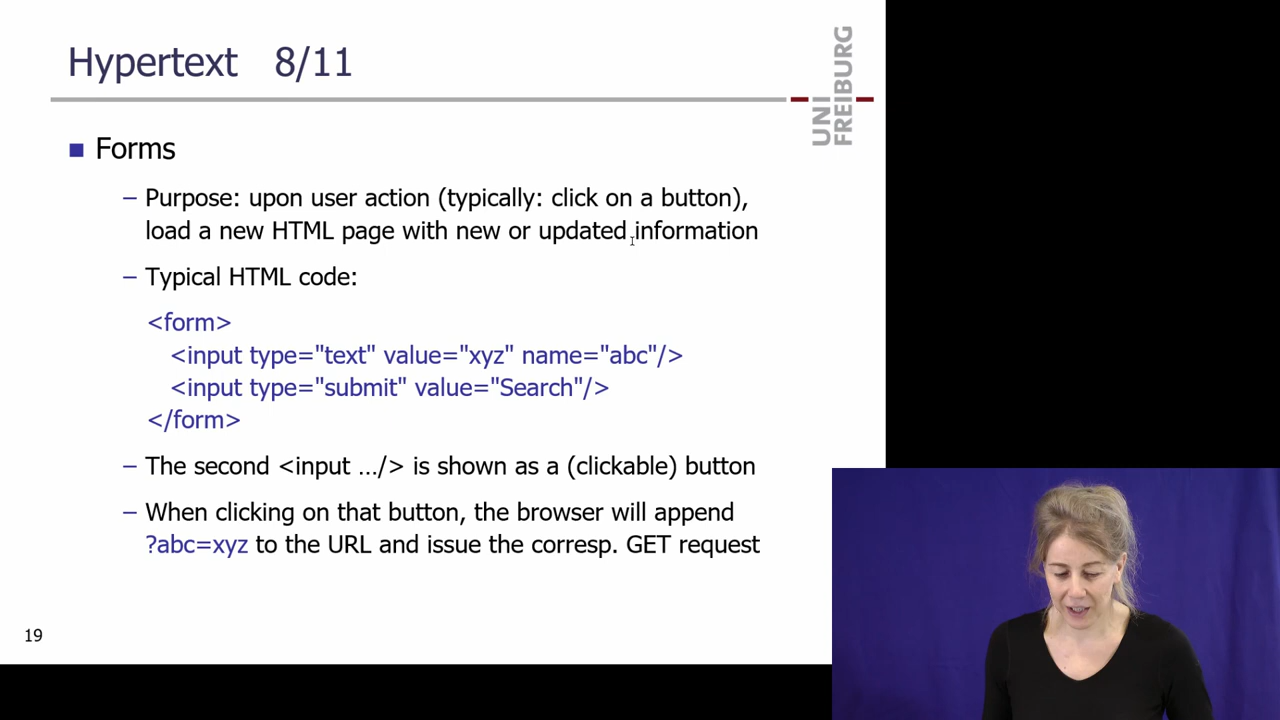 Hypertext 8/11
UNI
FREIBURG
■ Forms
– Purpose: upon user action (typically: click on a button),
load a new HTML page with new or updated information
– Typical HTML code:
<form>
<input type="text" value="xyz" name="abc"/>
<input type="submit" value="Search"/>
</form>
– The second <input …/> is shown as a (clickable) button
– When clicking on that button, the browser will append
?abc=xyz to the URL and issue the corresp. GET request
19